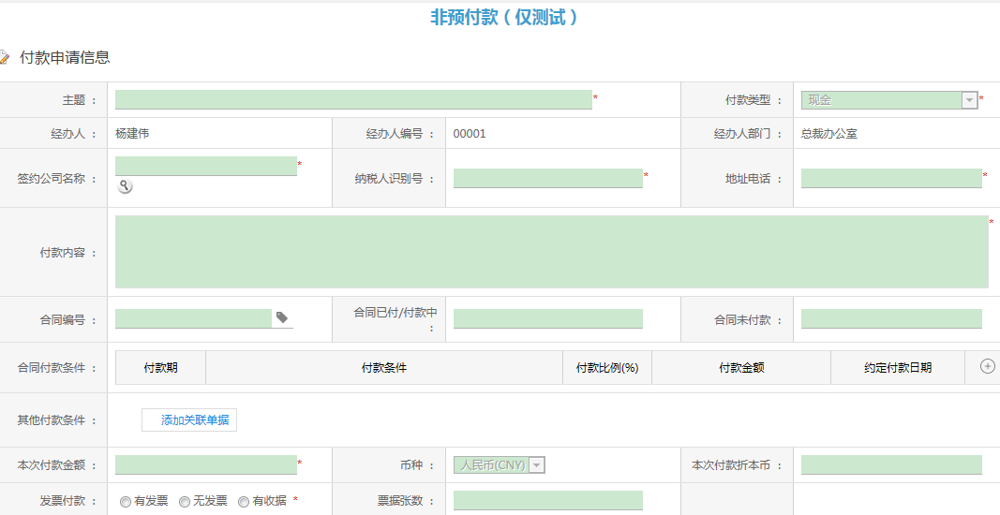 非预付款（仅测试）
付款申请信息
主题 : * 付款类型 : 现金 *
经办人 : 杨建伟 经办人编号 : 00001 经办人部门 : 总裁办公室
签约公司名称 : * 纳税人识别号 : * 地址电话 : *
付款内容 : *
合同编号 : 合同已付/付款中 : 合同未付款 :
合同付款条件 : 付款期 付款条件 付款比例(%) 付款金额 约定付款日期
其他付款条件 : 添加关联单据
本次付款金额 : * 币种 : 人民币(CNY) 本次付款折本币 :
发票付款 : 有发票 无发票 有收据 * 票据张数 :